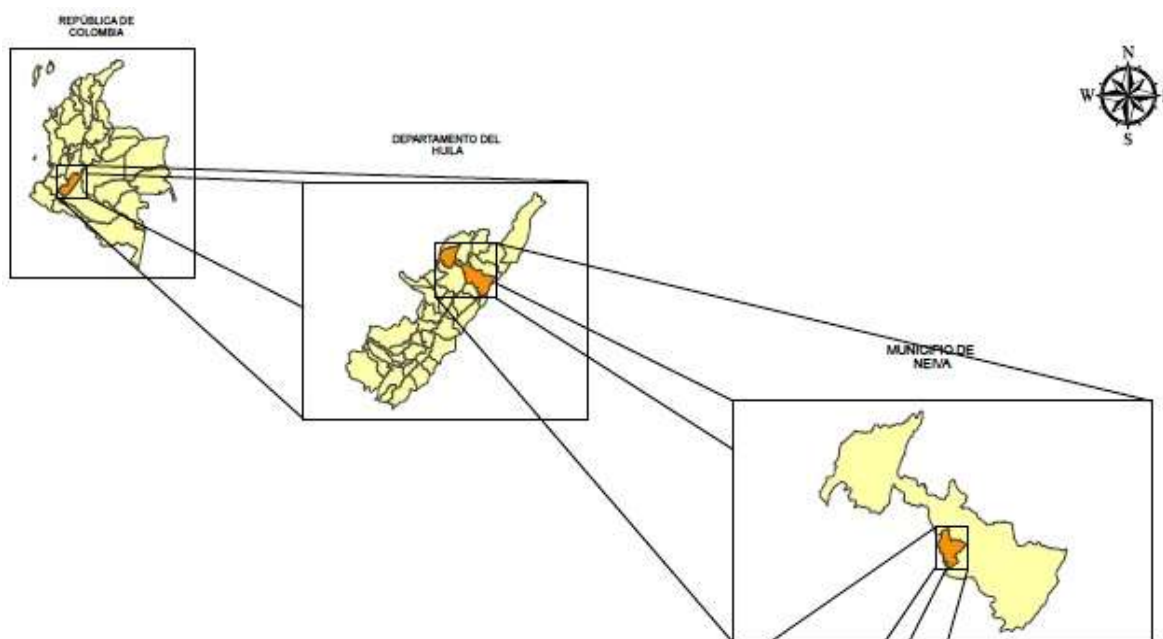 REPÚBLICA DE
COLOMBIA
N
W
S
DEPARTAMENTO DEL
HUILA
MUNICIPIO DE
NEIVA